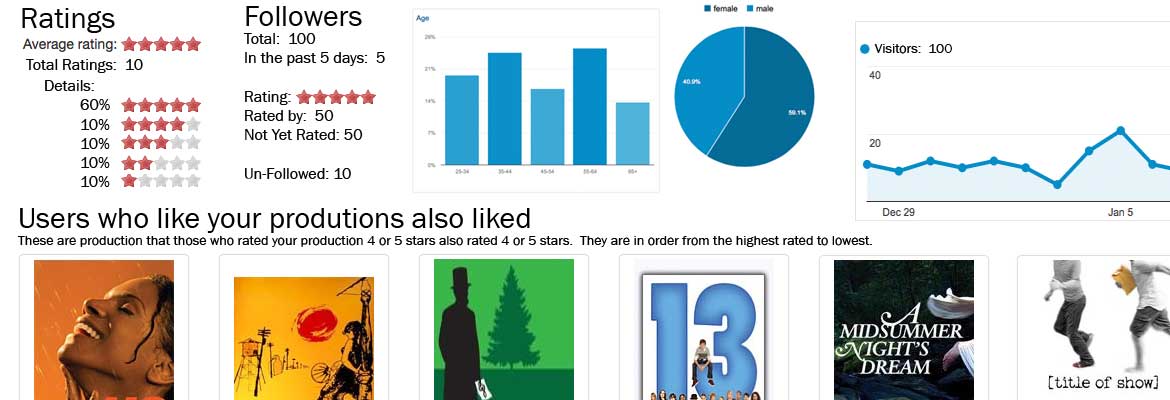 Ratings
Average rating:
Total Ratings: 10
Details:
60%
10%
10%
10%
10%
Followers
Total: 100
In the past 5 days: 5
Rating:
Rated by: 50
Not Yet Rated: 50
Un-Followed: 10
Age
28%
21%
14%
7%
0%
25-34
35-44
45-54
55-64
65+
female
male
40.9%
59.1%
Visitors: 100
40
20
Dec 29
Jan 5
Users who like your produtions also liked
These are production that those who rated your production 4 or 5 stars also rated 4 or 5 stars. They are in order from the highest rated to lowest.
13
A
MIDSUMMER
NIGHT'S
DREAM
[title of show]